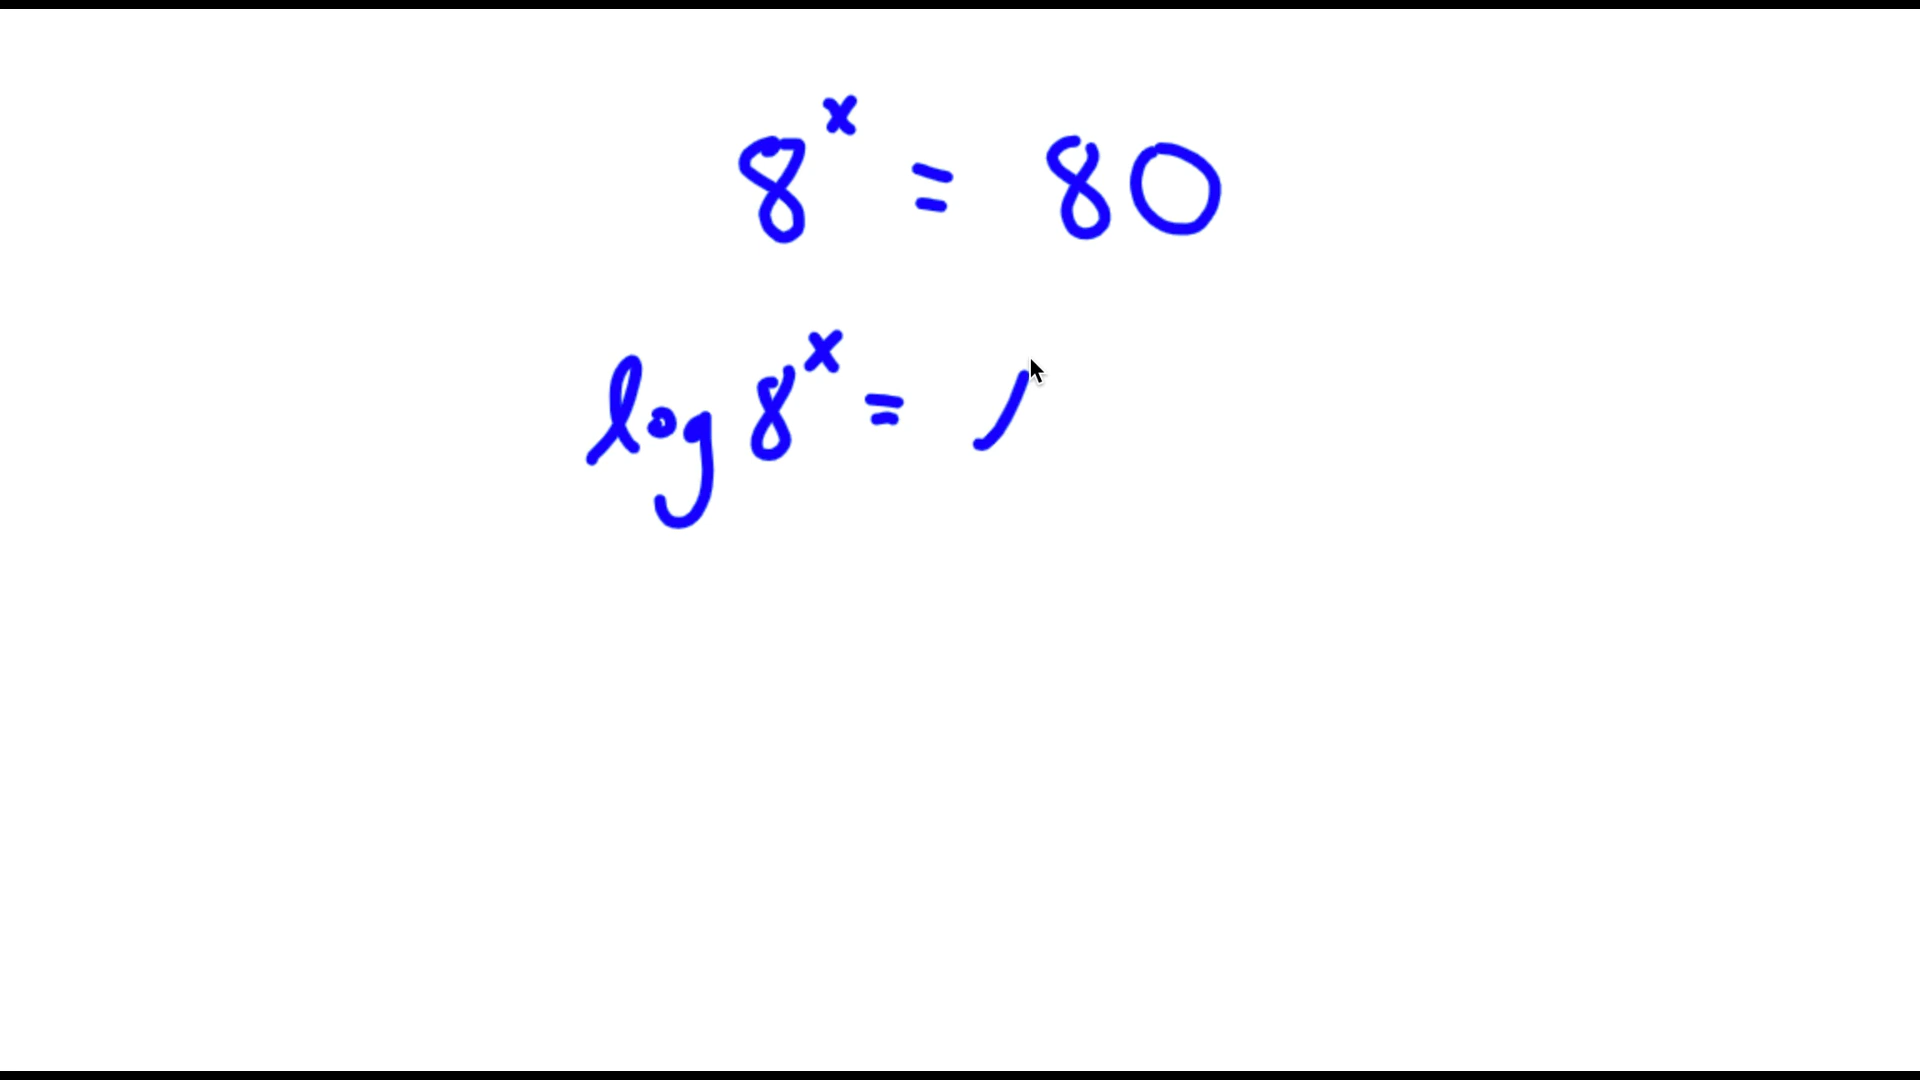 8^x = 80
log 8^x =